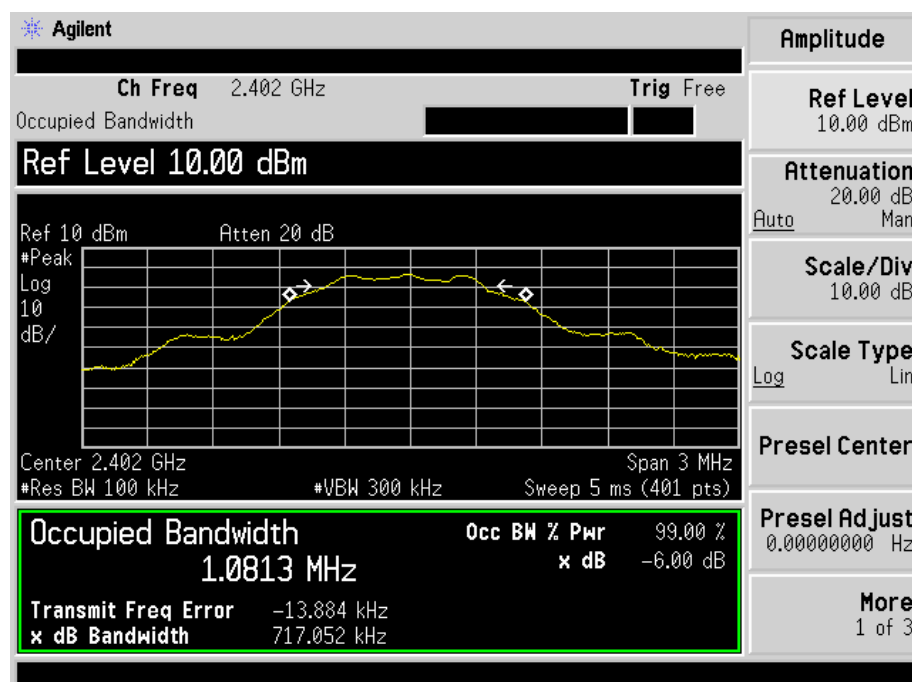 Agilent
Ch Freq 2.402 GHz Trig Free
Occupied Bandwidth
Ref Level 10.00 dBm
Ref 10 dBm Atten 20 dB
#Peak
Log
10
dB/
Center 2.402 GHz Span 3 MHz
#Res BW 100 kHz #VBW 300 kHz Sweep 5 ms (401 pts)
Occupied Bandwidth
1.0813 MHz
Occ BW % Pwr 99.00 %
x dB -6.00 dB
Transmit Freq Error -13.884 kHz
x dB Bandwidth 717.052 kHz
Amplitude
Ref Level
10.00 dBm
Attenuation
20.00 dB
Auto Man
Scale/Div
10.00 dB
Scale Type
Log Lin
Presel Center
Presel Adjust
0.00000000 Hz
More
1 of 3